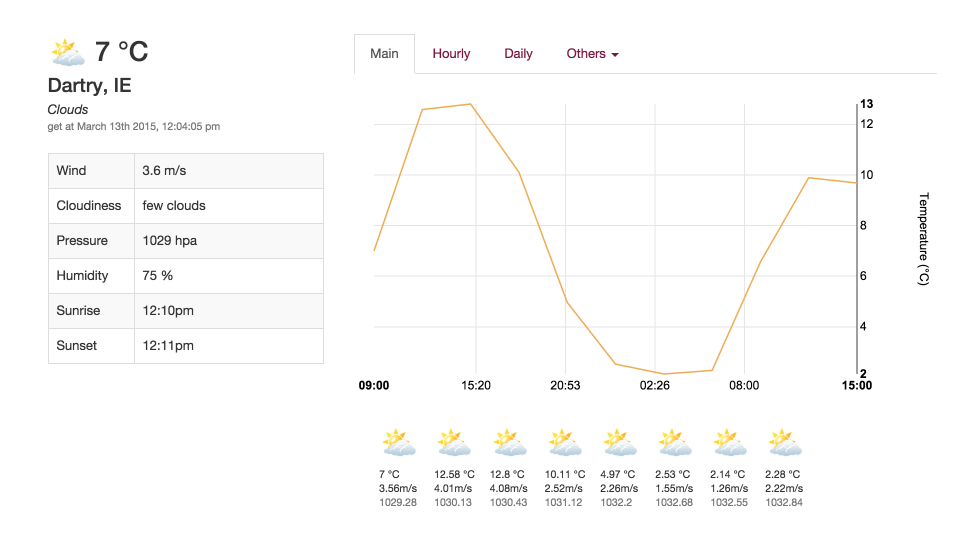 7 °C
Dartry, IE
Clouds
get at March 13th 2015, 12:04:05 pm
Wind 3.6 m/s
Cloudiness few clouds
Pressure 1029 hpa
Humidity 75 %
Sunrise 12:10pm
Sunset 12:11pm
Main Hourly Daily Others
13
12
10
8
6
4
2
Temperature (°C)
09:00 15:20 20:53 02:26 08:00 15:00
7 °C 12.58 °C 12.8 °C 10.11 °C 4.97 °C 2.53 °C 2.14 °C 2.28 °C
3.56m/s 4.01m/s 4.08m/s 2.52m/s 2.26m/s 1.55m/s 1.26m/s 2.22m/s
1029.28 1030.13 1030.43 1031.12 1032.2 1032.68 1032.55 1032.84